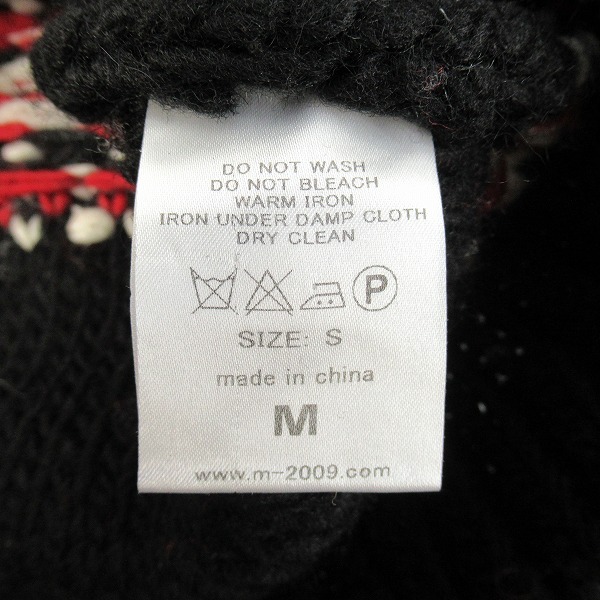 DO NOT WASH
DO NOT BLEACH
WARM IRON
IRON UNDER DAMP CLOTH
DRY CLEAN
P
SIZE: S
made in china
M
www.m-2009.com